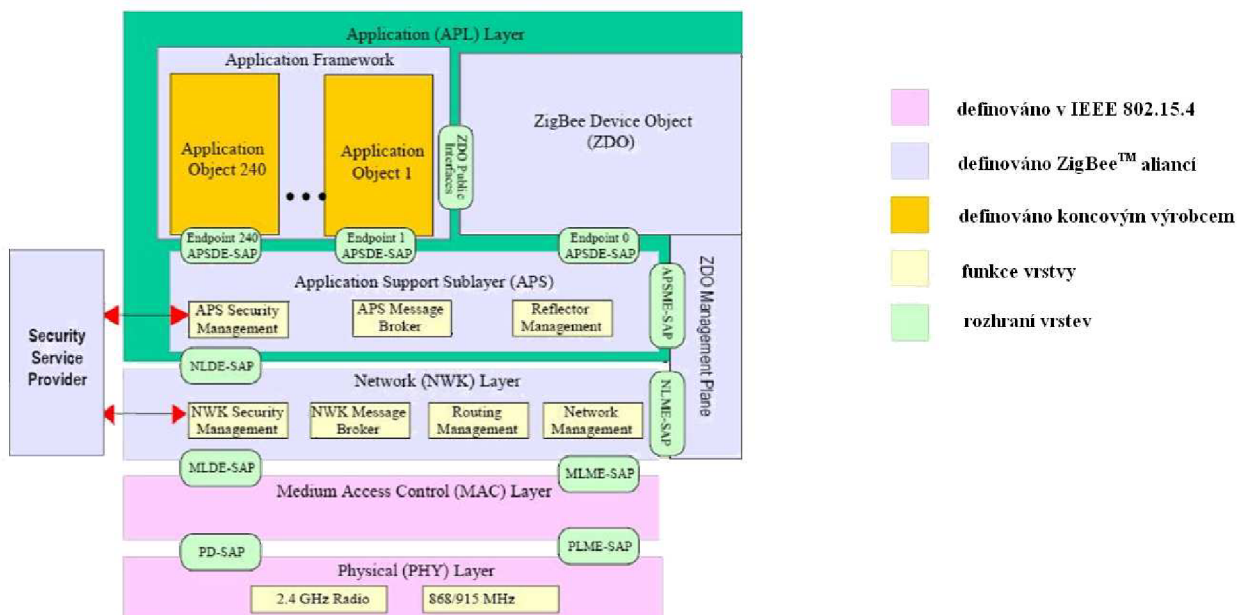 Application (APL) Layer
Application Framework
Application
Object 240
•••
Application
Object 1
ZDO Public
Interfaces
ZigBee Device Object
(ZDO)
Endpoint 240
APSDE-SAP
Endpoint 1
APSDE-SAP
Endpoint 0
APSDE-SAP
Application Support Sublayer (APS)
APS Security
Management
APS Message
Broker
Reflector
Management
APSME-SAP
ZDO Management Plane
Security
Service
Provider
NLDE-SAP
Network (NWK) Layer
NWK Security
Management
NWK Message
Broker
Routing
Management
Network
Management
NLME-SAP
MLDE-SAP
MLME-SAP
Medium Access Control (MAC) Layer
PD-SAP
PLME-SAP
Physical (PHY) Layer
2.4 GHz Radio
868/915 MHz
definováno v IEEE 802.15.4
definováno ZigBee™ aliancí
definováno koncovým výrobcem
funkce vrstvy
rozhraní vrstev